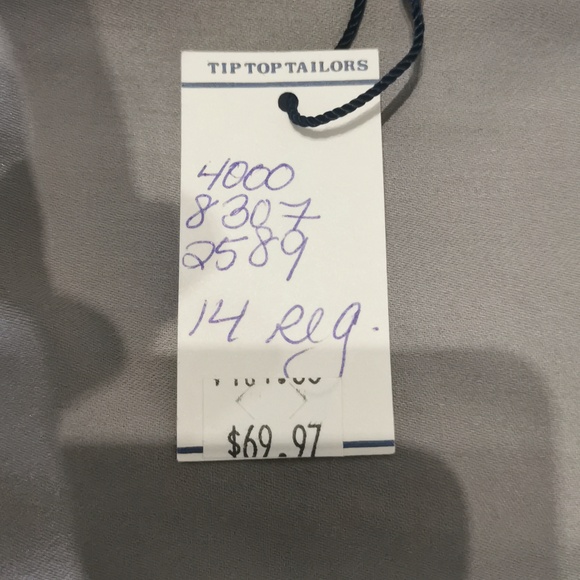 TIP TOP TAILORS
4000
8307
2589
14 Reg.
$69.97